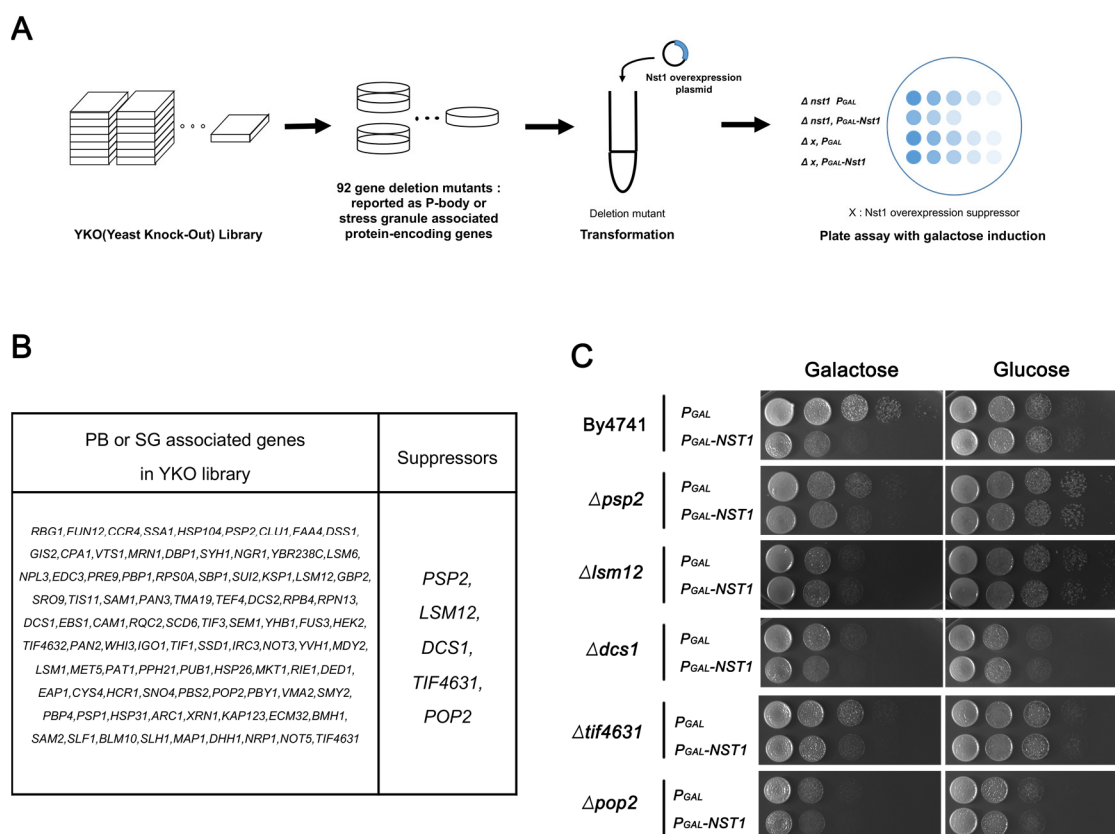 A
Nst1 overexpression
plasmid
Δ nst1 PGAL
Δ nst1, PGAL-Nst1
Δ x, PGAL
Δ x, PGAL-Nst1
92 gene deletion mutants :
reported as P-body or
stress granule associated
protein-encoding genes
YKO(Yeast Knock-Out) Library
Deletion mutant
Transformation
X : Nst1 overexpression suppressor
Plate assay with galactose induction
B
PB or SG associated genes
in YKO library
Suppressors
RBG1,FUN12,CCR4,SSA1,HSP104,PSP2,CLU1,FAA4,DSS1,
GIS2,CPA1,VTS1,MRN1,DBP1,SYH1,NGR1,YBR238C,LSM6,
NPL3,EDC3,PRE9,PBP1,RPS0A,SBP1,SUI2,KSP1,LSM12,GBP2,
SRO9,TIS11,SAM1,PAN3,TMA19,TEF4,DCS2,RPB4,RPN13,
DCS1,EBS1,CAM1,RQC2,SCD6,TIF3,SEM1,YHB1,FUS3,HEK2,
TIF4632,PAN2,WHI3,IGO1,TIF1,SSD1,IRC3,NOT3,YVH1,MDY2,
LSM1,MET5,PAT1,PPH21,PUB1,HSP26,MKT1,RIE1,DED1,
EAP1,CYS4,HCR1,SNO4,PBS2,POP2,PBY1,VMA2,SMY2,
PBP4,PSP1,HSP31,ARC1,XRN1,KAP123,ECM32,BMH1,
SAM2,SLF1,BLM10,SLH1,MAP1,DHH1,NRP1,NOT5,TIF4631
PSP2,
LSM12,
DCS1,
TIF4631,
POP2
C
Galactose
Glucose
By4741
PGAL
PGAL-NST1
Δpsp2
PGAL
PGAL-NST1
Δlsm12
PGAL
PGAL-NST1
Δdcs1
PGAL
PGAL-NST1
Δtif4631
PGAL
PGAL-NST1
Δpop2
PGAL
PGAL-NST1